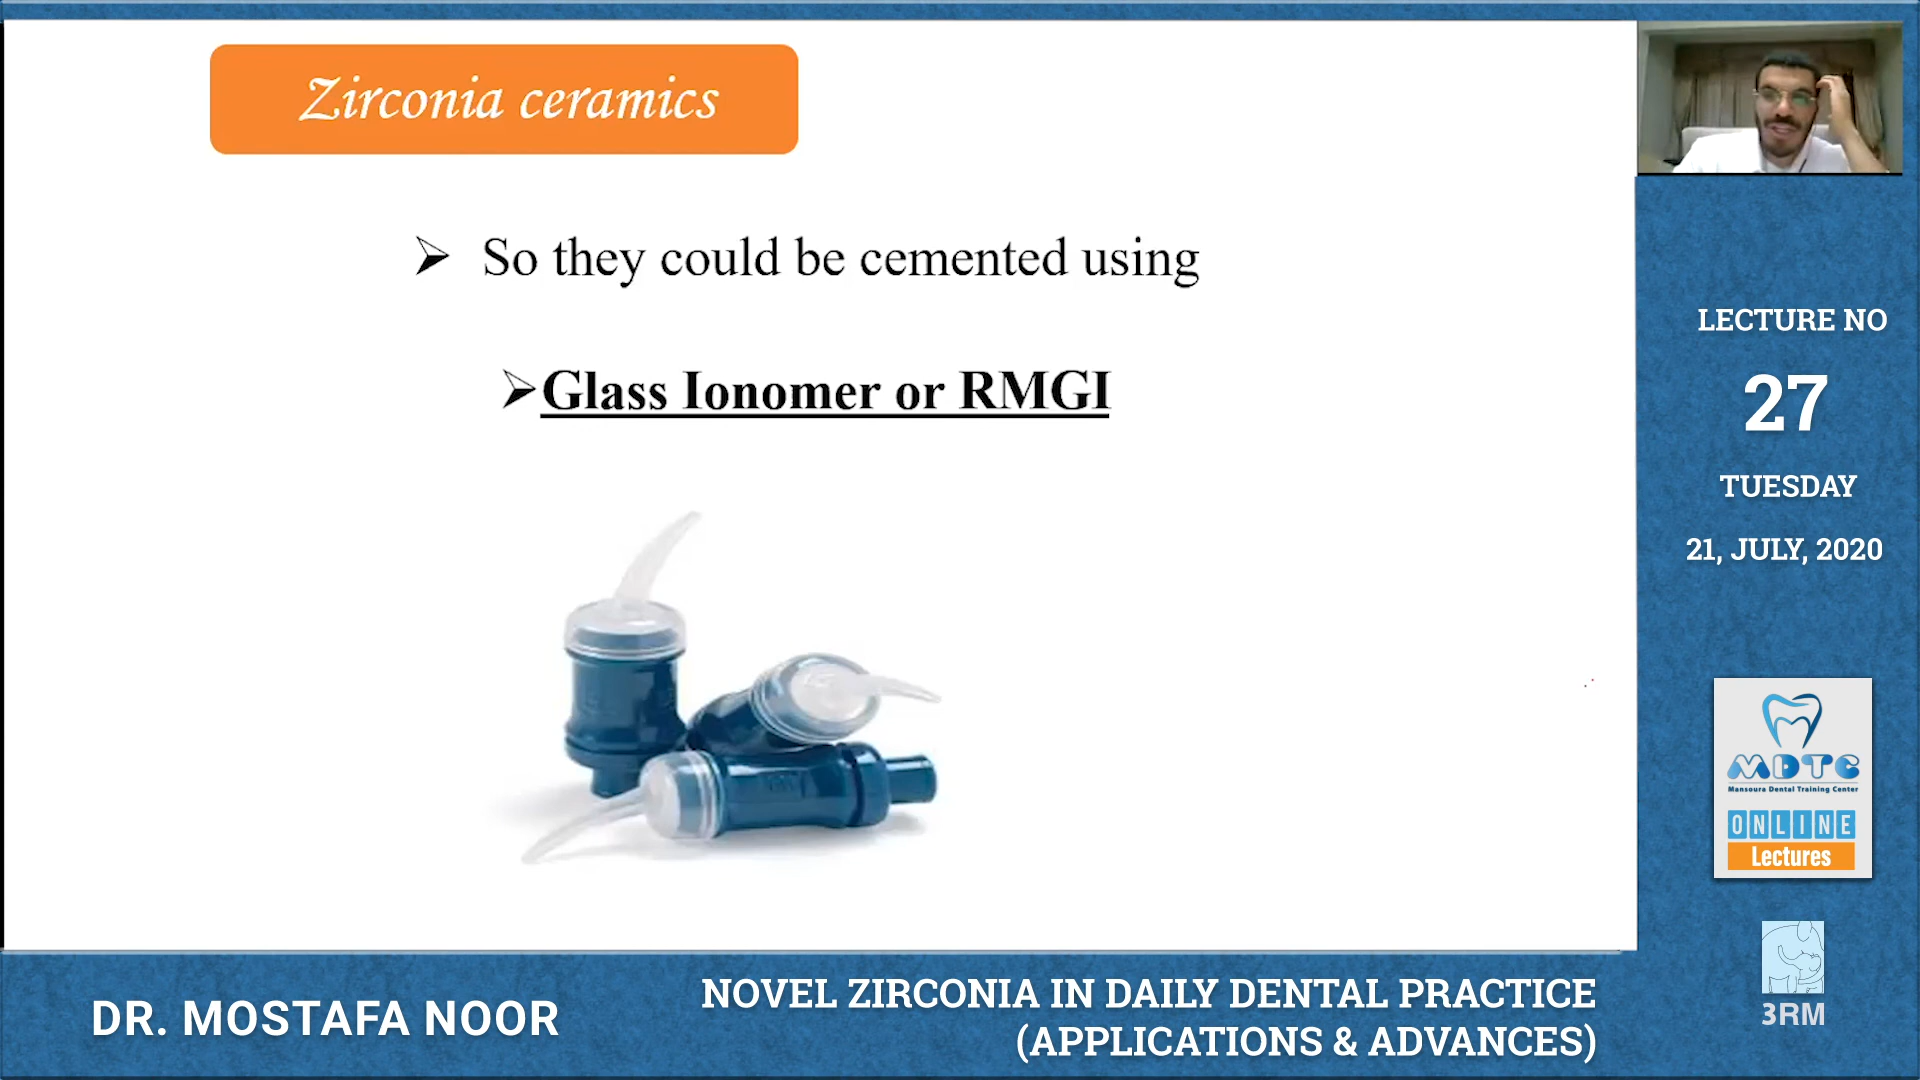 Zirconia ceramics
So they could be cemented using
Glass Ionomer or RMGI
LECTURE NO
27
TUESDAY
21, JULY, 2020
MDTC
Mansoura Dental Training Center
ONLINE
Lectures
3RM
DR. MOSTAFA NOOR
NOVEL ZIRCONIA IN DAILY DENTAL PRACTICE
(APPLICATIONS & ADVANCES)